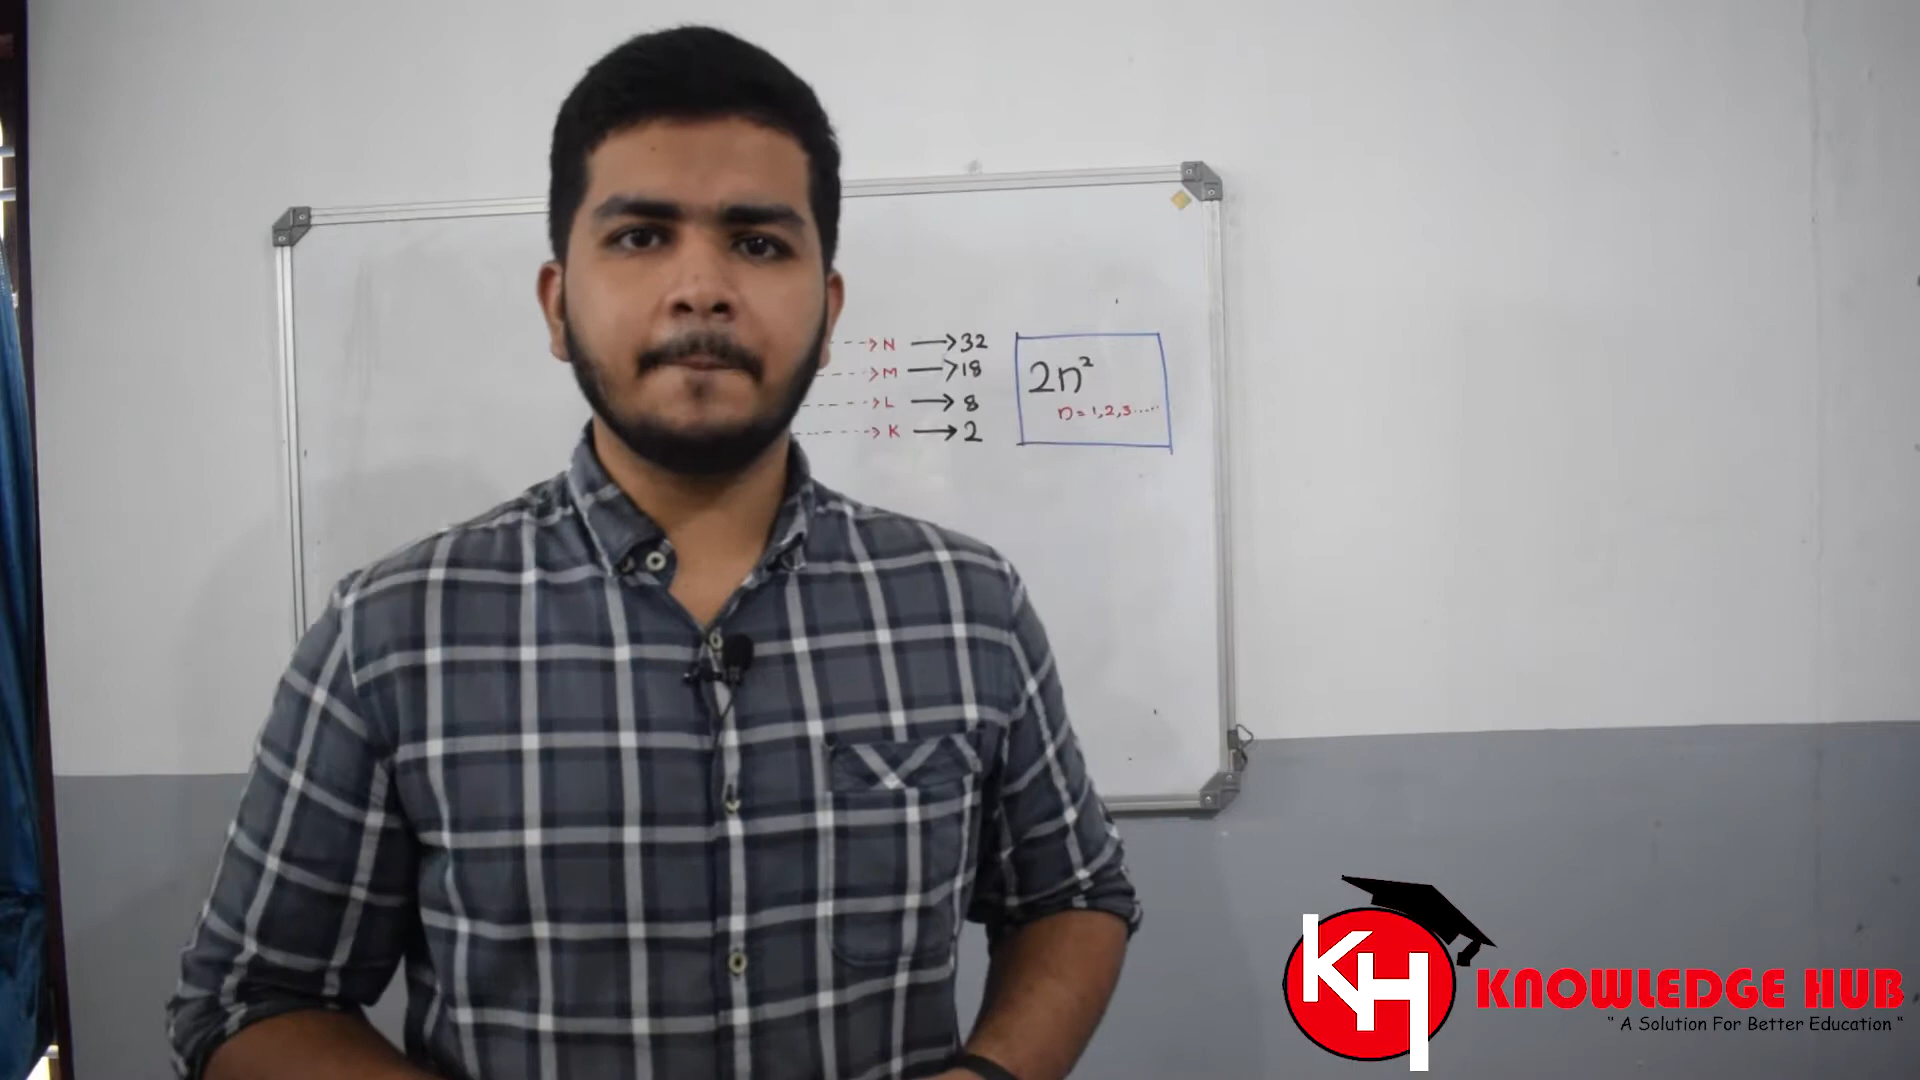 N → 32
M → 18
L → 8
K → 2
2n²
n = 1, 2, 3 .....
KH
KNOWLEDGE HUB
" A Solution For Better Education "